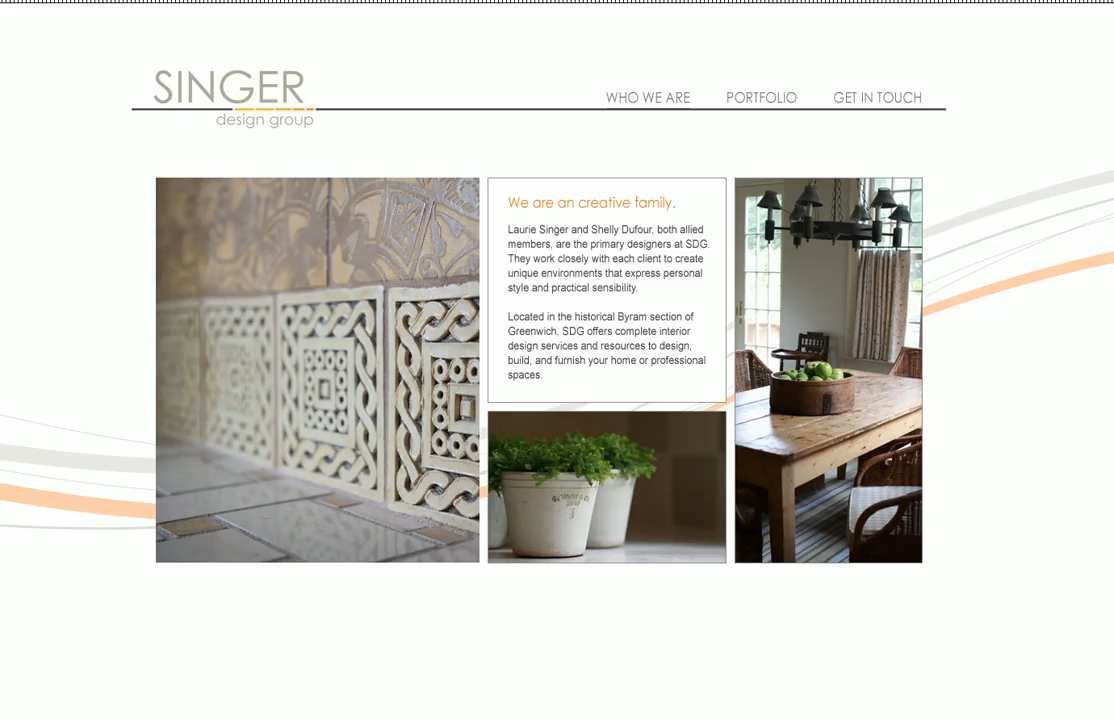 SINGER
design group
WHO WE ARE PORTFOLIO GET IN TOUCH
We are an creative family.
Laurie Singer and Shelly Dufour, both allied
members, are the primary designers at SDG.
They work closely with each client to create
unique environments that express personal
style and practical sensibility.
Located in the historical Byram section of
Greenwich, SDG offers complete interior
design services and resources to design,
build, and furnish your home or professional
spaces.